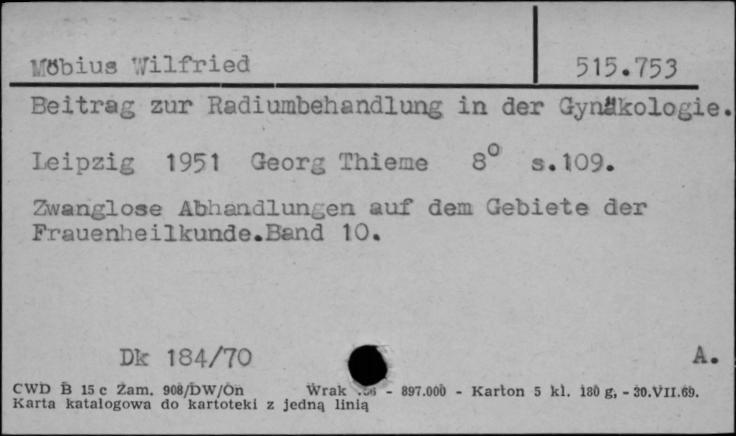 Möbius Wilfried 515.753
Beitrag zur Radiumbehandlung in der Gynäkologie.
Leipzig 1951 Georg Thieme 8° s.109.
Zwanglose Abhandlungen auf dem Gebiete der
Frauenheilkunde.Band 10.
Dk 184/70 A.
CWD B 15 c Zam. 908/DW/On Wrak - 897.000 - Karton 5 kl. 180 g, - 30.VII.69.
Karta katalogowa do kartoteki z jedną linią